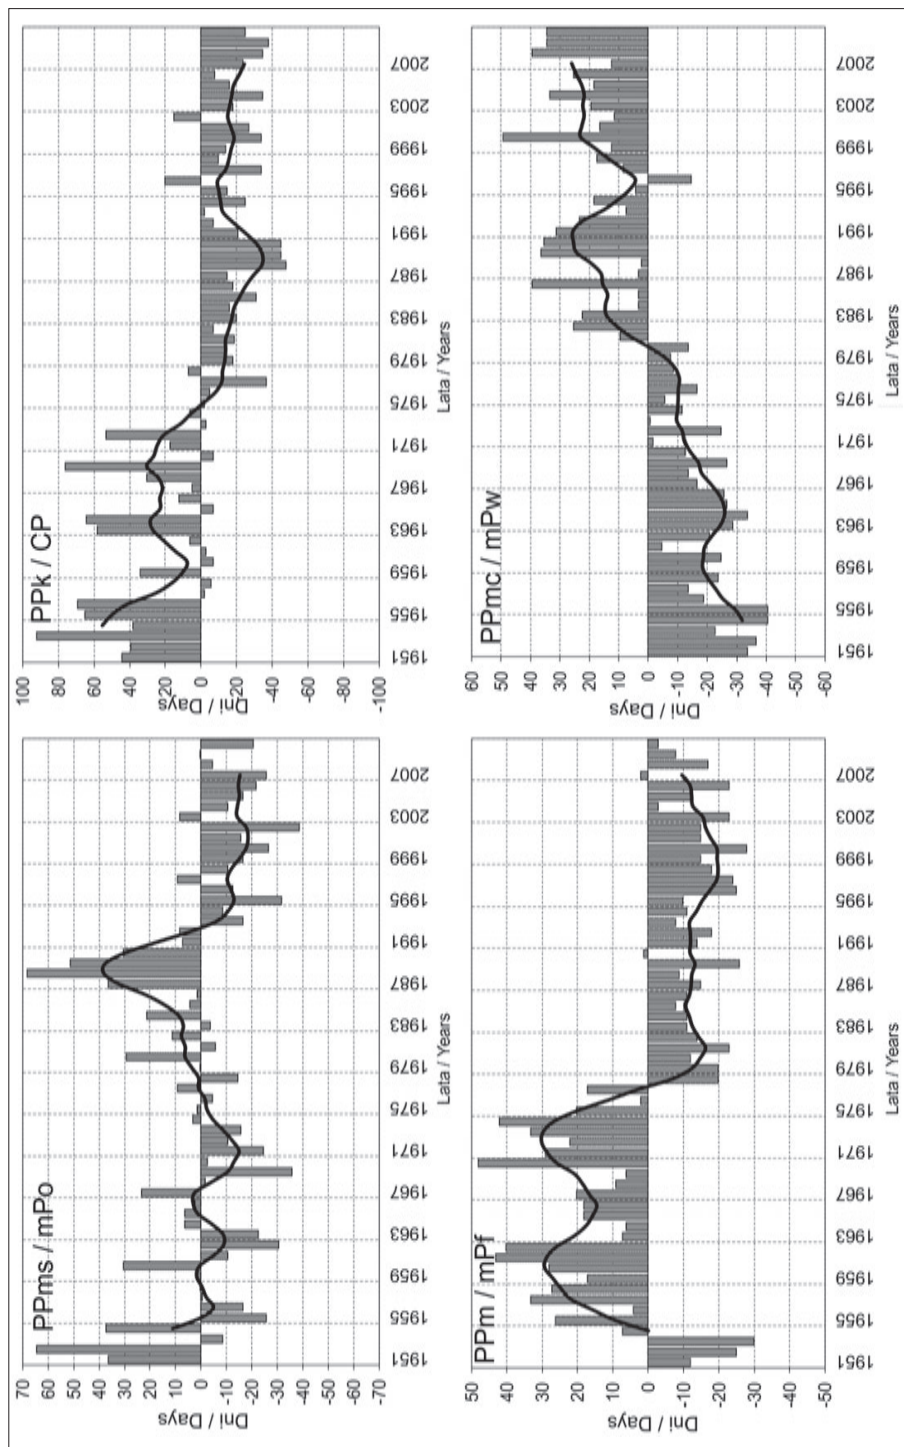 PPk / CP
Dni / Days
100 80 60 40 20 0 -20 -40 -60 -80 -100
1951 1955 1959 1963 1967 1971 1975 1979 1983 1987 1991 1995 1999 2003 2007
Lata / Years
PPmc / mPw
Dni / Days
60 50 40 30 20 10 0 -10 -20 -30 -40 -50 -60
1951 1955 1959 1963 1967 1971 1975 1979 1983 1987 1991 1995 1999 2003 2007
Lata / Years
PPms / mPo
Dni / Days
70 60 50 40 30 20 10 0 -10 -20 -30 -40 -50 -60 -70
1951 1955 1959 1963 1967 1971 1975 1979 1983 1987 1991 1995 1999 2003 2007
Lata / Years
PPm / mPf
Dni / Days
50 40 30 20 10 0 -10 -20 -30 -40 -50
1951 1955 1959 1963 1967 1971 1975 1979 1983 1987 1991 1995 1999 2003 2007
Lata / Years